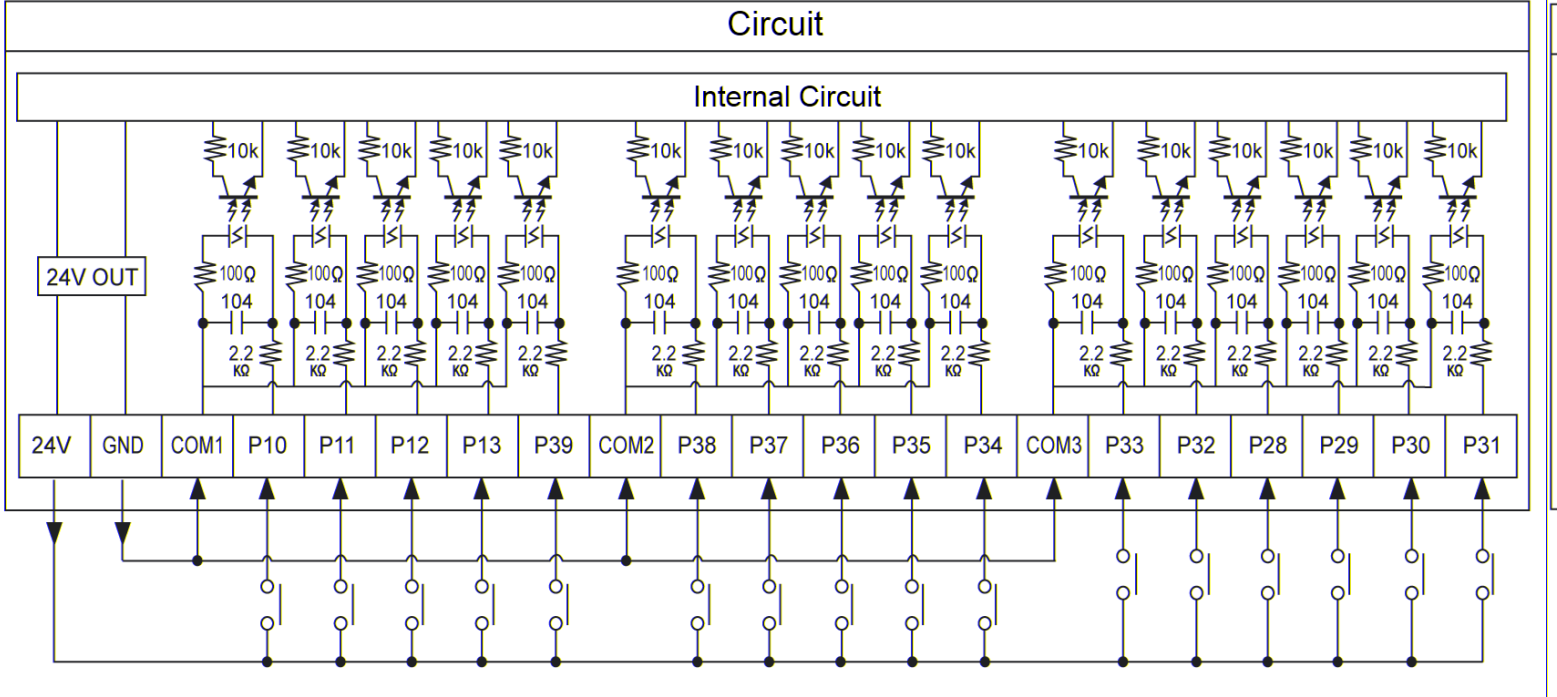 Circuit
Internal Circuit
10k 10k 10k 10k 10k 10k 10k 10k 10k 10k 10k 10k 10k 10k 10k 10k
24V OUT
100Ω 100Ω 100Ω 100Ω 100Ω 100Ω 100Ω 100Ω 100Ω 100Ω 100Ω 100Ω 100Ω 100Ω 100Ω 100Ω
104 104 104 104 104 104 104 104 104 104 104 104 104 104 104 104
2.2 2.2 2.2 2.2 2.2 2.2 2.2 2.2 2.2 2.2 2.2 2.2 2.2 2.2 2.2 2.2
KΩ KΩ KΩ KΩ KΩ KΩ KΩ KΩ KΩ KΩ KΩ KΩ KΩ KΩ KΩ KΩ
24V GND COM1 P10 P11 P12 P13 P39 COM2 P38 P37 P36 P35 P34 COM3 P33 P32 P28 P29 P30 P31